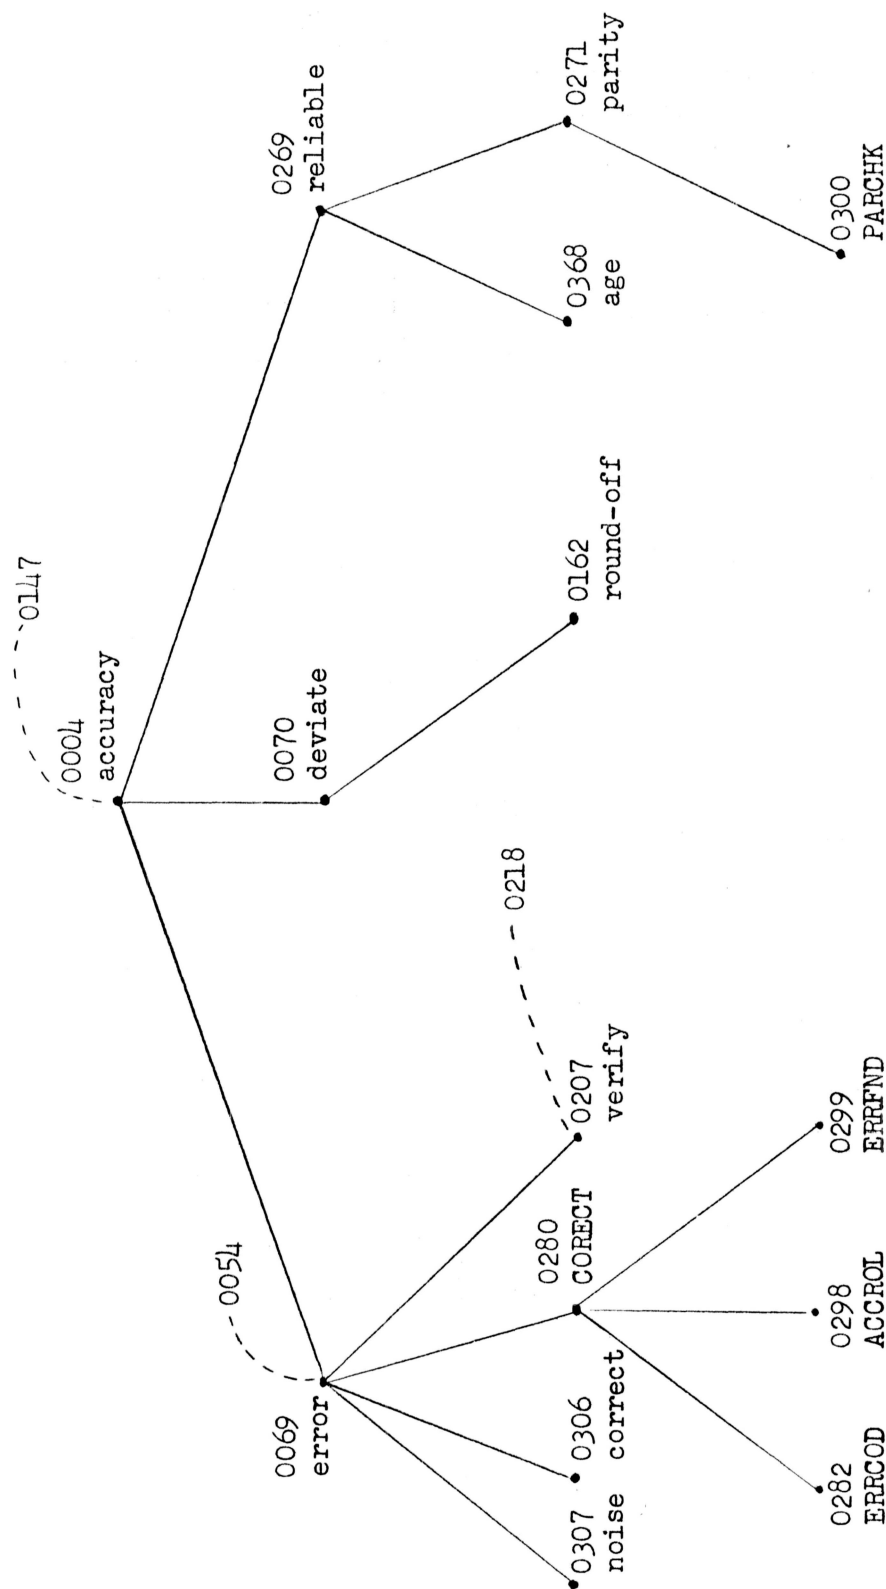 0147
0004
accuracy
0054
0069
error
0070
deviate
0269
reliable
0218
0307
noise
0306
correct
0280
CORECT
0207
verify
0162
round-off
0368
age
0271
parity
0282
ERRCOD
0298
ACCROL
0299
ERRFND
0300
PARCHK